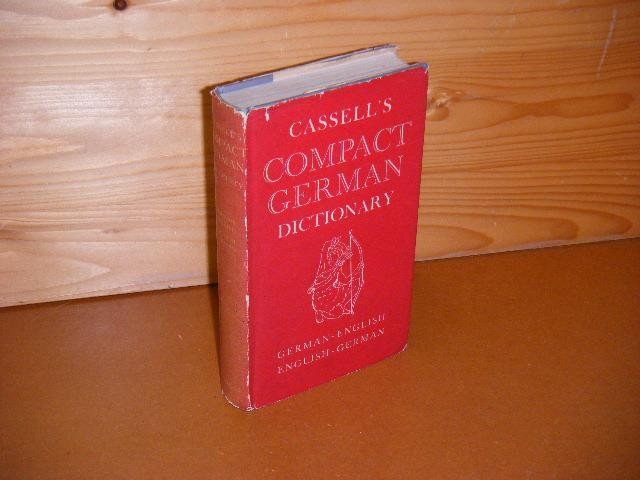 CASSELL'S
COMPACT
GERMAN
DICTIONARY
GERMAN-ENGLISH
ENGLISH-GERMAN